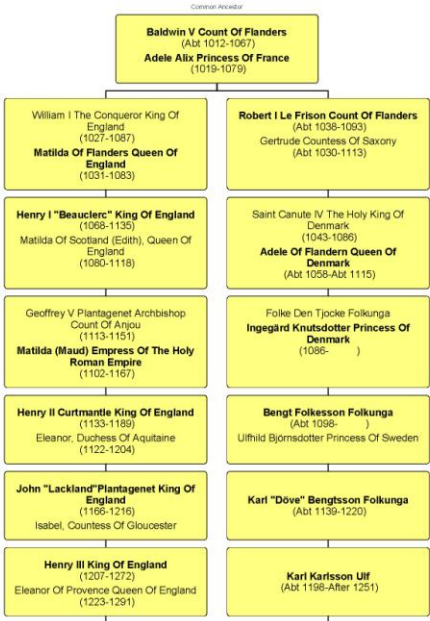 Common Ancestor
Baldwin V Count Of Flanders
(Abt 1012-1067)
Adele Alix Princess Of France
(1019-1079)
William I The Conqueror King Of
England
(1027-1087)
Matilda Of Flanders Queen Of
England
(1031-1083)
Robert I Le Frison Count Of Flanders
(Abt 1038-1093)
Gertrude Countess Of Saxony
(Abt 1030-1113)
Henry I "Beauclerc" King Of England
(1068-1135)
Matilda Of Scotland (Edith), Queen Of
England
(1080-1118)
Saint Canute IV The Holy King Of
Denmark
(1043-1086)
Adele Of Flandern Queen Of
Denmark
(Abt 1058-Abt 1115)
Geoffrey V Plantagenet Archbishop
Count Of Anjou
(1113-1151)
Matilda (Maud) Empress Of The Holy
Roman Empire
(1102-1167)
Folke Den Tjocke Folkunga
Ingegärd Knutsdotter Princess Of
Denmark
(1086- )
Henry II Curtmantle King Of England
(1133-1189)
Eleanor, Duchess Of Aquitaine
(1122-1204)
Bengt Folkesson Folkunga
(Abt 1098- )
Ulfhild Björnsdotter Princess Of Sweden
John "Lackland"Plantagenet King Of
England
(1166-1216)
Isabel, Countess Of Gloucester
Karl "Döve" Bengtsson Folkunga
(Abt 1139-1220)
Henry III King Of England
(1207-1272)
Eleanor Of Provence Queen Of England
(1223-1291)
Karl Karlsson Ulf
(Abt 1198-After 1251)